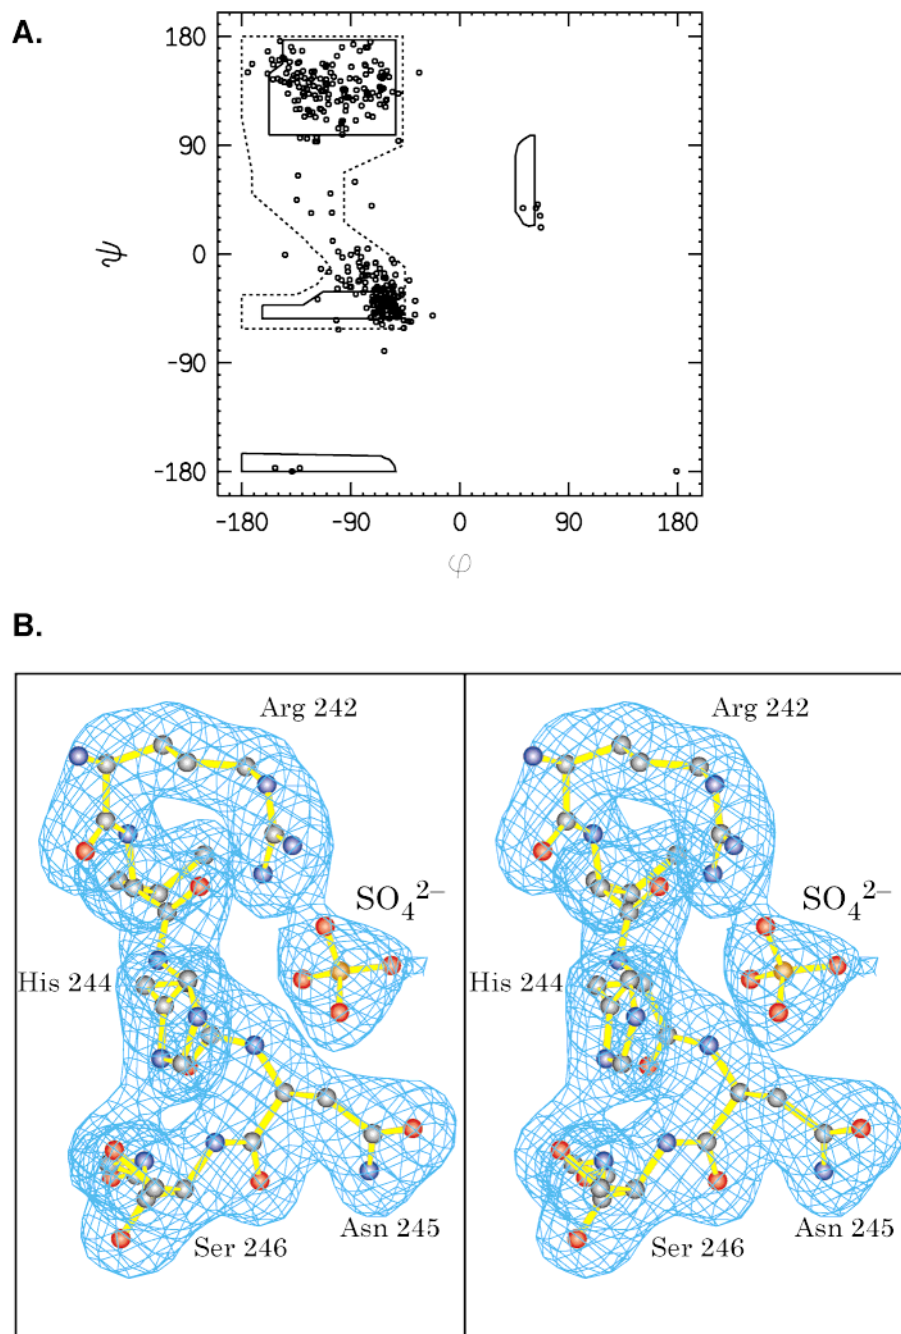 A.
180
90
0
-90
-180
ψ
-180 -90 0 90 180
φ
B.
Arg 242 Arg 242
SO₄²⁻ SO₄²⁻
His 244 His 244
Asn 245 Asn 245
Ser 246 Ser 246